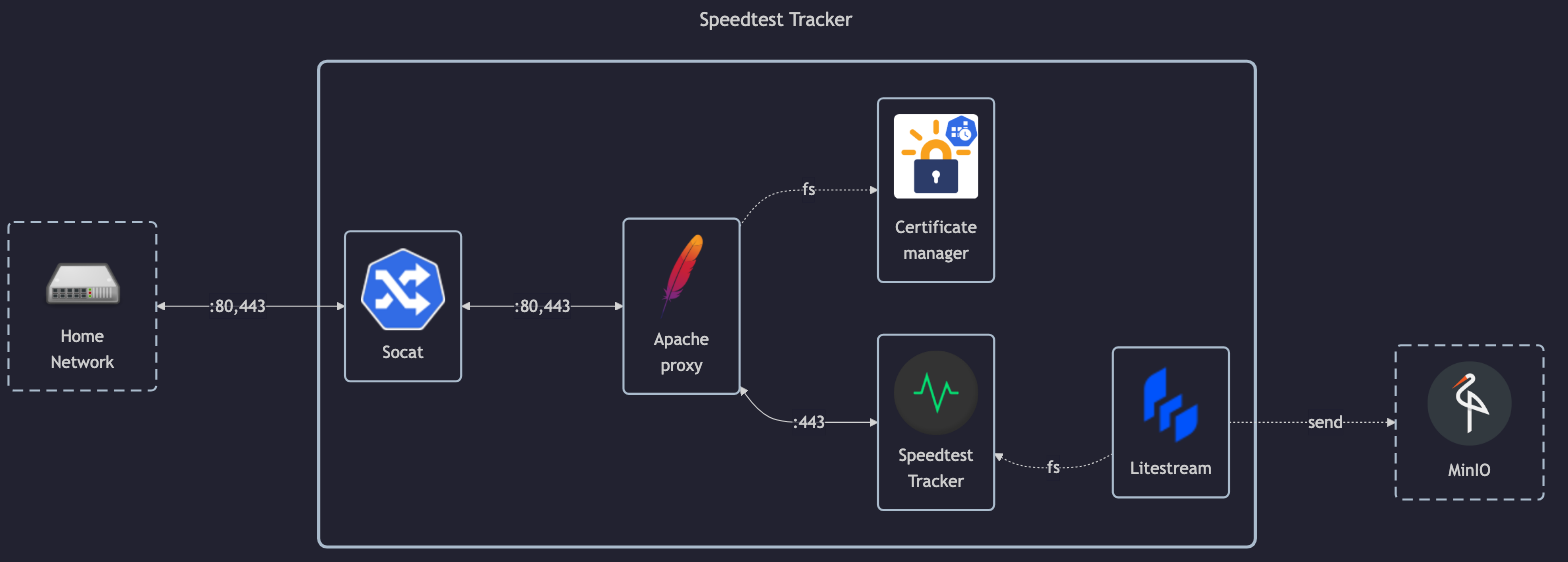 Speedtest Tracker
Home
Network
:80,443
Socat
:80,443
Apache
proxy
fs
Certificate
manager
:443
Speedtest
Tracker
fs
Litestream
send
MinIO